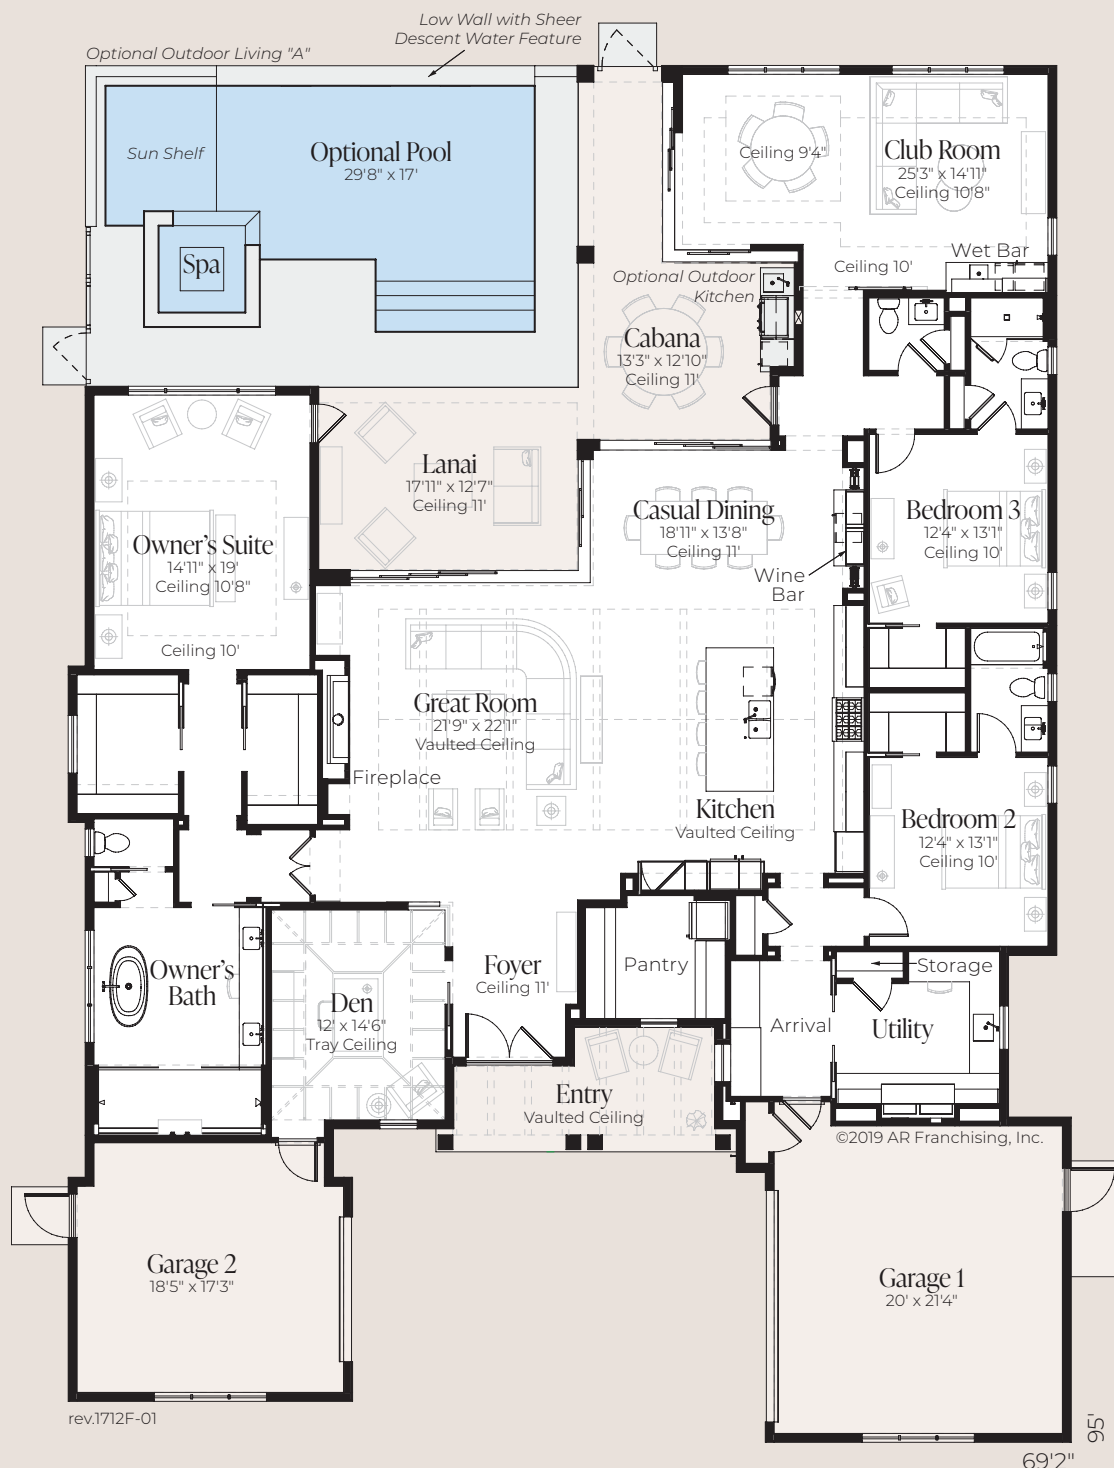 Low Wall with Sheer
Descent Water Feature
Optional Outdoor Living "A"
Sun Shelf
Optional Pool
29'8" x 17'
Spa
Ceiling 9'4"
Club Room
25'3" x 14'11"
Ceiling 10'8"
Wet Bar
Ceiling 10'
Optional Outdoor
Kitchen
Cabana
13'3" x 12'10"
Ceiling 11'
Lanai
17'11" x 12'7"
Ceiling 11'
Casual Dining
18'11" x 13'8"
Ceiling 11'
Wine
Bar
Bedroom 3
12'4" x 13'1"
Ceiling 10'
Owner's Suite
14'11" x 19'
Ceiling 10'8"
Ceiling 10'
Great Room
21'9" x 22'1"
Vaulted Ceiling
Fireplace
Kitchen
Vaulted Ceiling
Bedroom 2
12'4" x 13'1"
Ceiling 10'
Owner's
Bath
Den
12' x 14'6"
Tray Ceiling
Foyer
Ceiling 11'
Pantry
Storage
Arrival
Utility
Entry
Vaulted Ceiling
©2019 AR Franchising, Inc.
Garage 2
18'5" x 17'3"
Garage 1
20' x 21'4"
rev.1712F-01
95'
69'2"